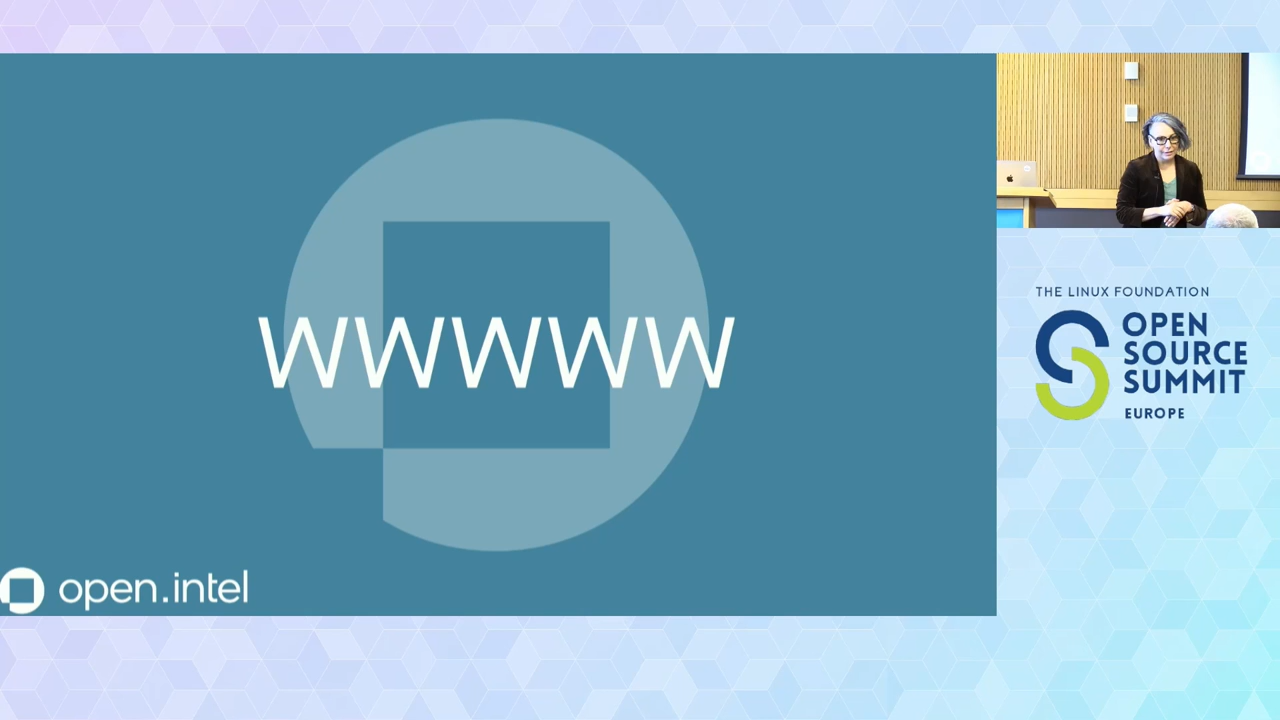 WWWWW
open.intel
THE LINUX FOUNDATION
OPEN
SOURCE
SUMMIT
EUROPE